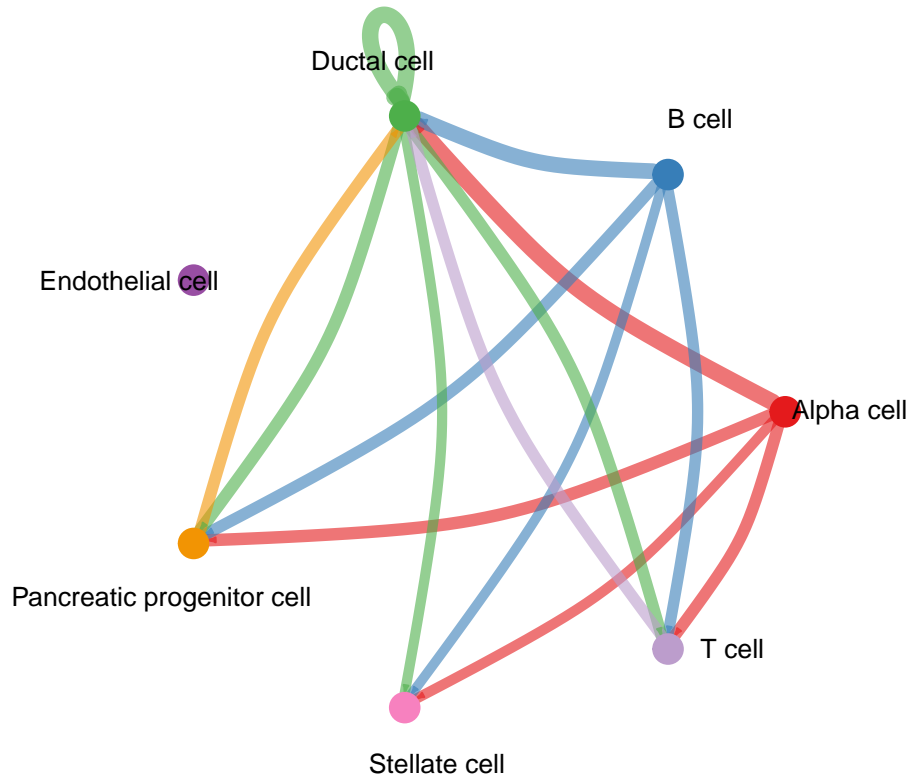 Ductal cell
B cell
Endothelial cell
Alpha cell
Pancreatic progenitor cell
T cell
Stellate cell